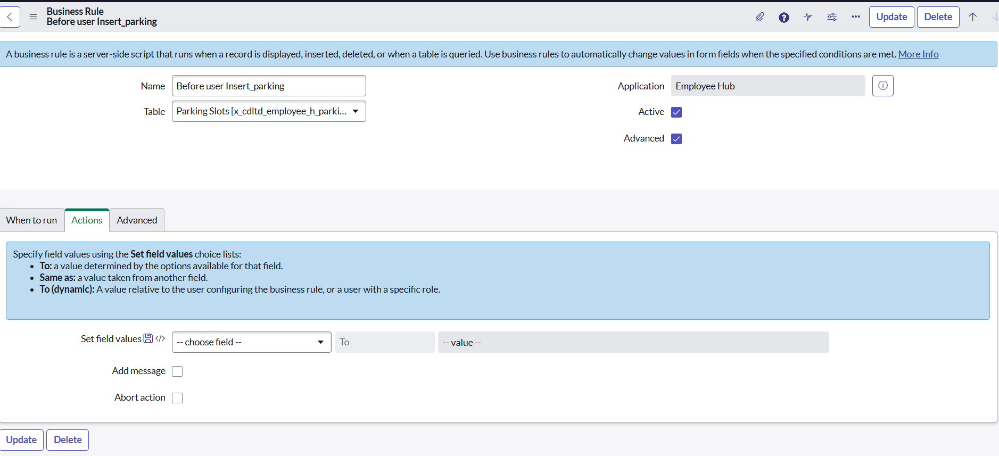 Business Rule
Before user Insert_parking
Update
Delete
A business rule is a server-side script that runs when a record is displayed, inserted, deleted, or when a table is queried. Use business rules to automatically change values in form fields when the specified conditions are met. More Info
Name
Before user Insert_parking
Application
Employee Hub
Table
Parking Slots [x_cdltd_employee_h_parki...
Active
Advanced
When to run
Actions
Advanced
Specify field values using the Set field values choice lists:
• To: a value determined by the options available for that field.
• Same as: a value taken from another field.
• To (dynamic): A value relative to the user configuring the business rule, or a user with a specific role.
Set field values
-- choose field --
To
-- value --
Add message
Abort action
Update
Delete